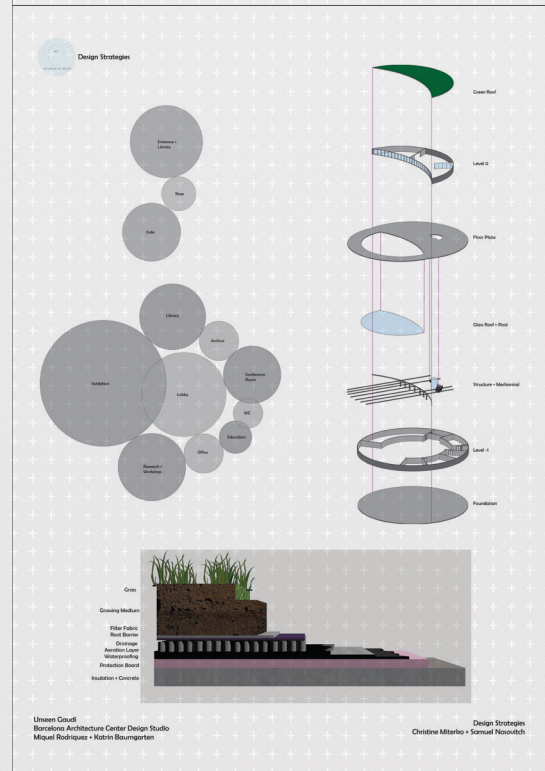 Design Strategies
Entrance +
Library
Shop
Cafe
Library
Archive
Exhibition
Lobby
Conference
Room
WC
Education
Office
Research +
Workshop
Green Roof
Level 0
Floor Plate
Glass Roof + Pool
Structure + Mechanical
Level -1
Foundation
Grass
Growing Medium
Filter Fabric
Root Barrier
Drainage
Aeration Layer
Waterproofing
Protection Board
Insulation + Concrete
Unseen Gaudi
Barcelona Architecture Center Design Studio
Miquel Rodriquez + Katrin Baumgarten
Design Strategies
Christine Miterko + Samuel Nosovitch